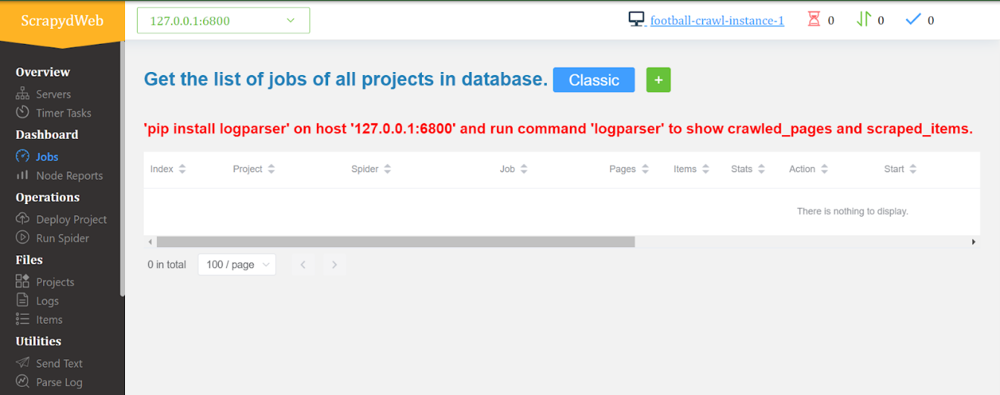 ScrapydWeb
127.0.0.1:6800
football-crawl-instance-1
0
0
0
Overview
Servers
Timer Tasks
Dashboard
Jobs
Node Reports
Operations
Deploy Project
Run Spider
Files
Projects
Logs
Items
Utilities
Send Text
Parse Log
Get the list of jobs of all projects in database. Classic +
'pip install logparser' on host '127.0.0.1:6800' and run command 'logparser' to show crawled_pages and scraped_items.
Index Project Spider Job Pages Items Stats Action Start
There is nothing to display.
0 in total 100 / page